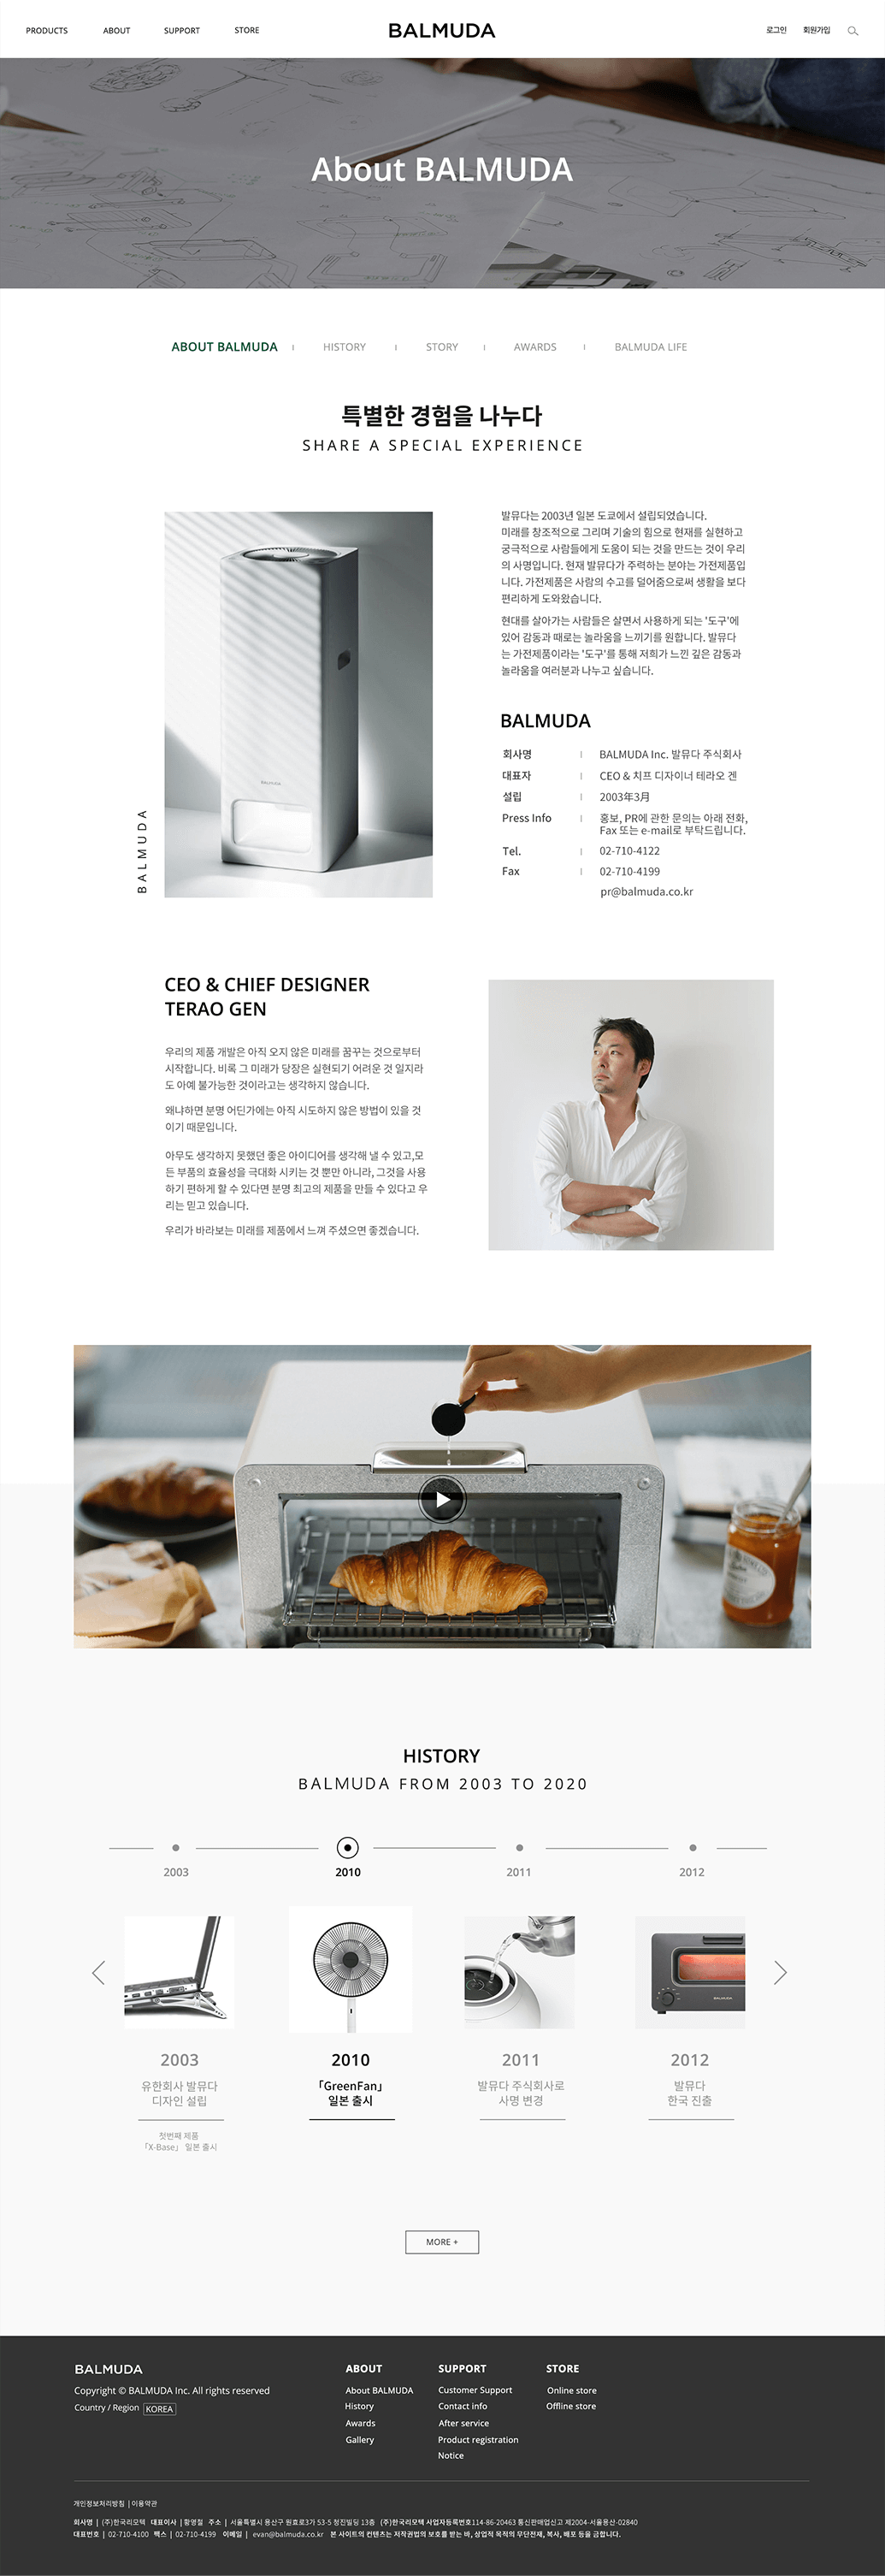 PRODUCTS ABOUT SUPPORT STORE BALMUDA 로그인 회원가입
About BALMUDA
ABOUT BALMUDA HISTORY STORY AWARDS BALMUDA LIFE
특별한 경험을 나누다
SHARE A SPECIAL EXPERIENCE
BALMUDA
BALMUDA
발뮤다는 2003년 일본 도쿄에서 설립되었습니다.
미래를 창조적으로 그리며 기술의 힘으로 현재를 실현하고
궁극적으로 사람들에게 도움이 되는 것을 만드는 것이 우리
의 사명입니다. 현재 발뮤다가 주력하는 분야는 가전제품입
니다. 가전제품은 사람의 수고를 덜어줌으로써 생활을 보다
편리하게 도와왔습니다.
현대를 살아가는 사람들은 살면서 사용하게 되는 '도구'에
있어 감동과 때로는 놀라움을 느끼기를 원합니다. 발뮤다
는 가전제품이라는 '도구'를 통해 저희가 느낀 깊은 감동과
놀라움을 여러분과 나누고 싶습니다.
BALMUDA
회사명 | BALMUDA Inc. 발뮤다 주식회사
대표자 | CEO & 치프 디자이너 테라오 겐
설립 | 2003年3月
Press Info | 홍보, PR에 관한 문의는 아래 전화,
Fax 또는 e-mail로 부탁드립니다.
Tel. | 02-710-4122
Fax | 02-710-4199
pr@balmuda.co.kr
CEO & CHIEF DESIGNER
TERAO GEN
우리의 제품 개발은 아직 오지 않은 미래를 꿈꾸는 것으로부터
시작합니다. 비록 그 미래가 당장은 실현되기 어려운 것 일지라
도 아예 불가능한 것이라고는 생각하지 않습니다.
왜냐하면 분명 어딘가에는 아직 시도하지 않은 방법이 있을 것
이기 때문입니다.
아무도 생각하지 못했던 좋은 아이디어를 생각해 낼 수 있고,모
든 부품의 효율성을 극대화 시키는 것 뿐만 아니라, 그것을 사용
하기 편하게 할 수 있다면 분명 최고의 제품을 만들 수 있다고 우
리는 믿고 있습니다.
우리가 바라보는 미래를 제품에서 느껴 주셨으면 좋겠습니다.
HISTORY
BALMUDA FROM 2003 TO 2020
2003 2010 2011 2012
BALMUDA
2003
유한회사 발뮤다
디자인 설립
첫번째 제품
「X-Base」 일본 출시
2010
「GreenFan」
일본 출시
2011
발뮤다 주식회사로
사명 변경
2012
발뮤다
한국 진출
MORE +
BALMUDA
Copyright © BALMUDA Inc. All rights reserved
Country / Region KOREA
ABOUT
About BALMUDA
History
Awards
Gallery
SUPPORT
Customer Support
Contact info
After service
Product registration
Notice
STORE
Online store
Offline store
개인정보처리방침 | 이용약관
회사명 | (주)한국리모텍 대표이사 | 황영철 주소 | 서울특별시 용산구 원효로3가 53-5 청진빌딩 13층 (주)한국리모텍 사업자등록번호114-86-20463 통신판매업신고 제2004-서울용산-02840
대표번호 | 02-710-4100 팩스 | 02-710-4199 이메일 | evan@balmuda.co.kr 본 사이트의 컨텐츠는 저작권법의 보호를 받는 바, 상업적 목적의 무단전재, 복사, 배포 등을 금합니다.